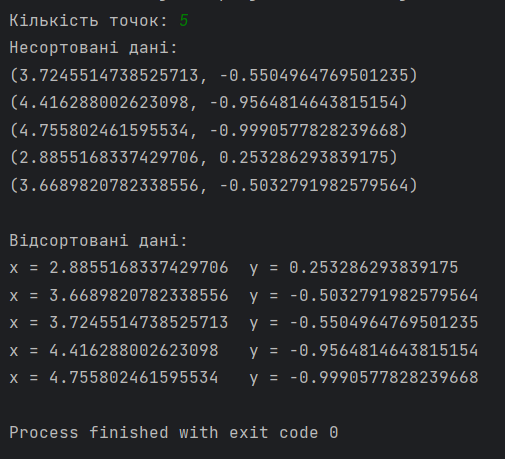 Кількість точок: 5
Несортовані дані:
(3.7245514738525713, -0.5504964769501235)
(4.416288002623098, -0.9564814643815154)
(4.755802461595534, -0.9990577828239668)
(2.8855168337429706, 0.253286293839175)
(3.6689820782338556, -0.5032791982579564)
Відсортовані дані:
x = 2.8855168337429706  y = 0.253286293839175
x = 3.6689820782338556  y = -0.5032791982579564
x = 3.7245514738525713  y = -0.5504964769501235
x = 4.416288002623098   y = -0.9564814643815154
x = 4.755802461595534   y = -0.9990577828239668
Process finished with exit code 0